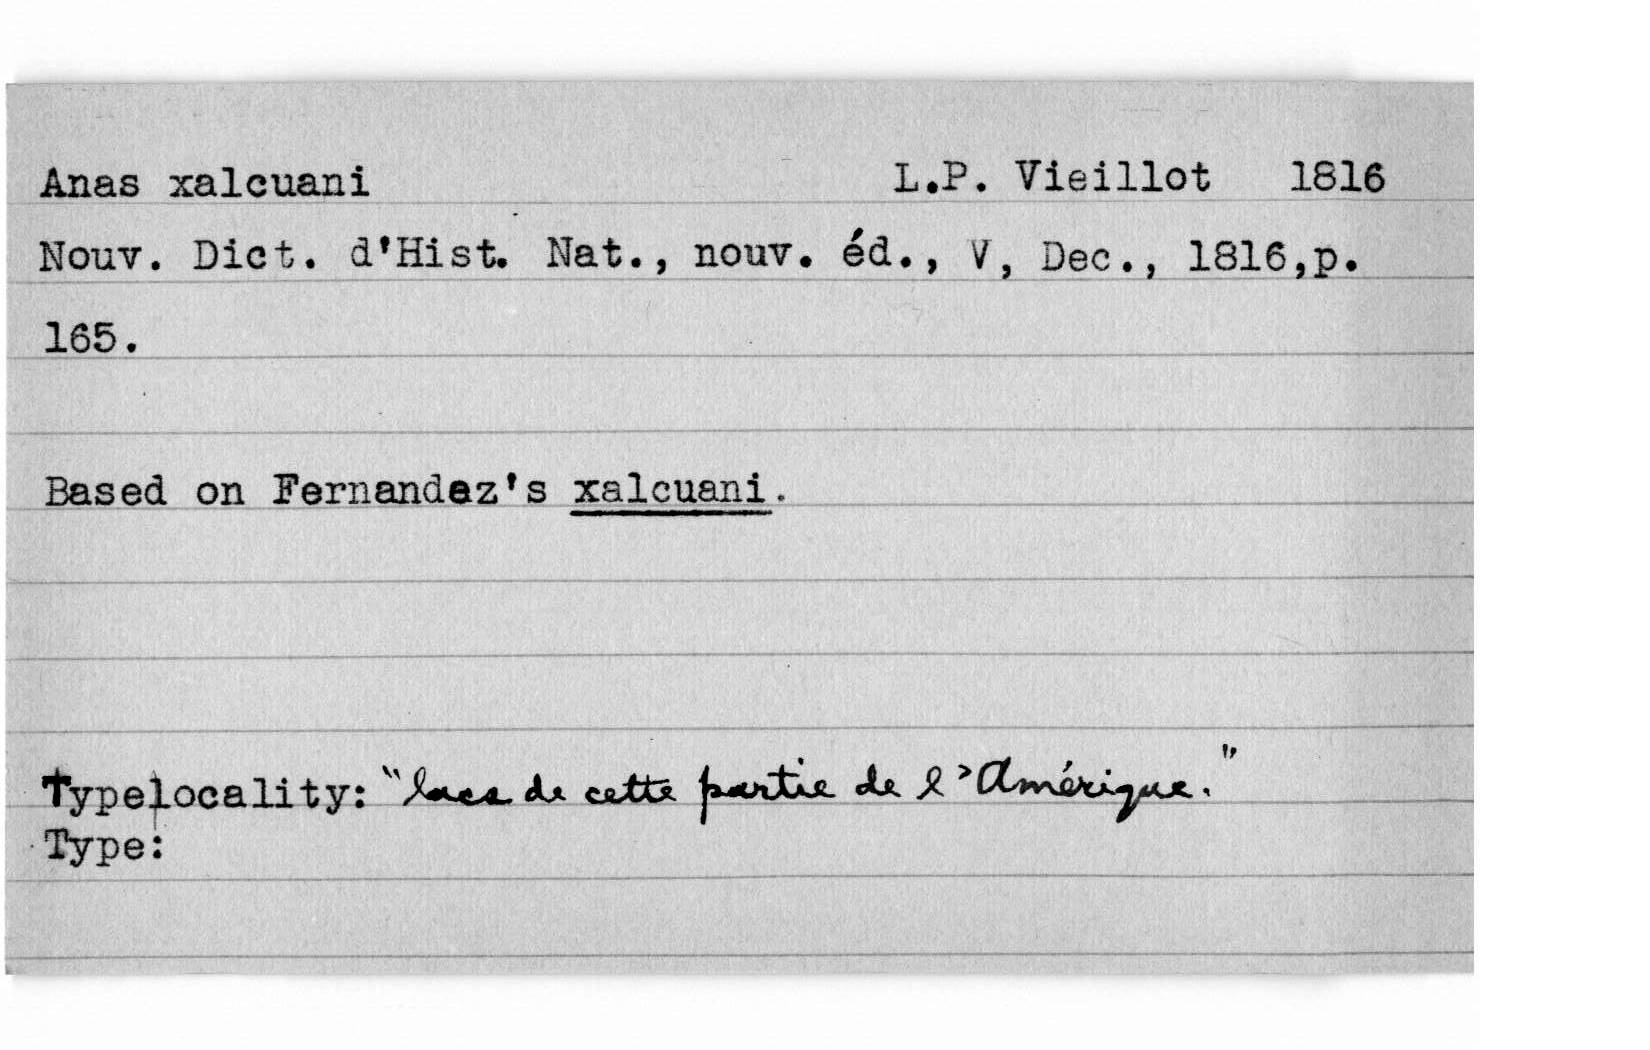 Anas xalcuani L.P. Vieillot 1816
Nouv. Dict. d'Hist. Nat., nouv. éd., V, Dec., 1816,p.
165.
Based on Fernandez's xalcuani.
Typelocality: "lacs de cette partie de l'Amérique."
Type: